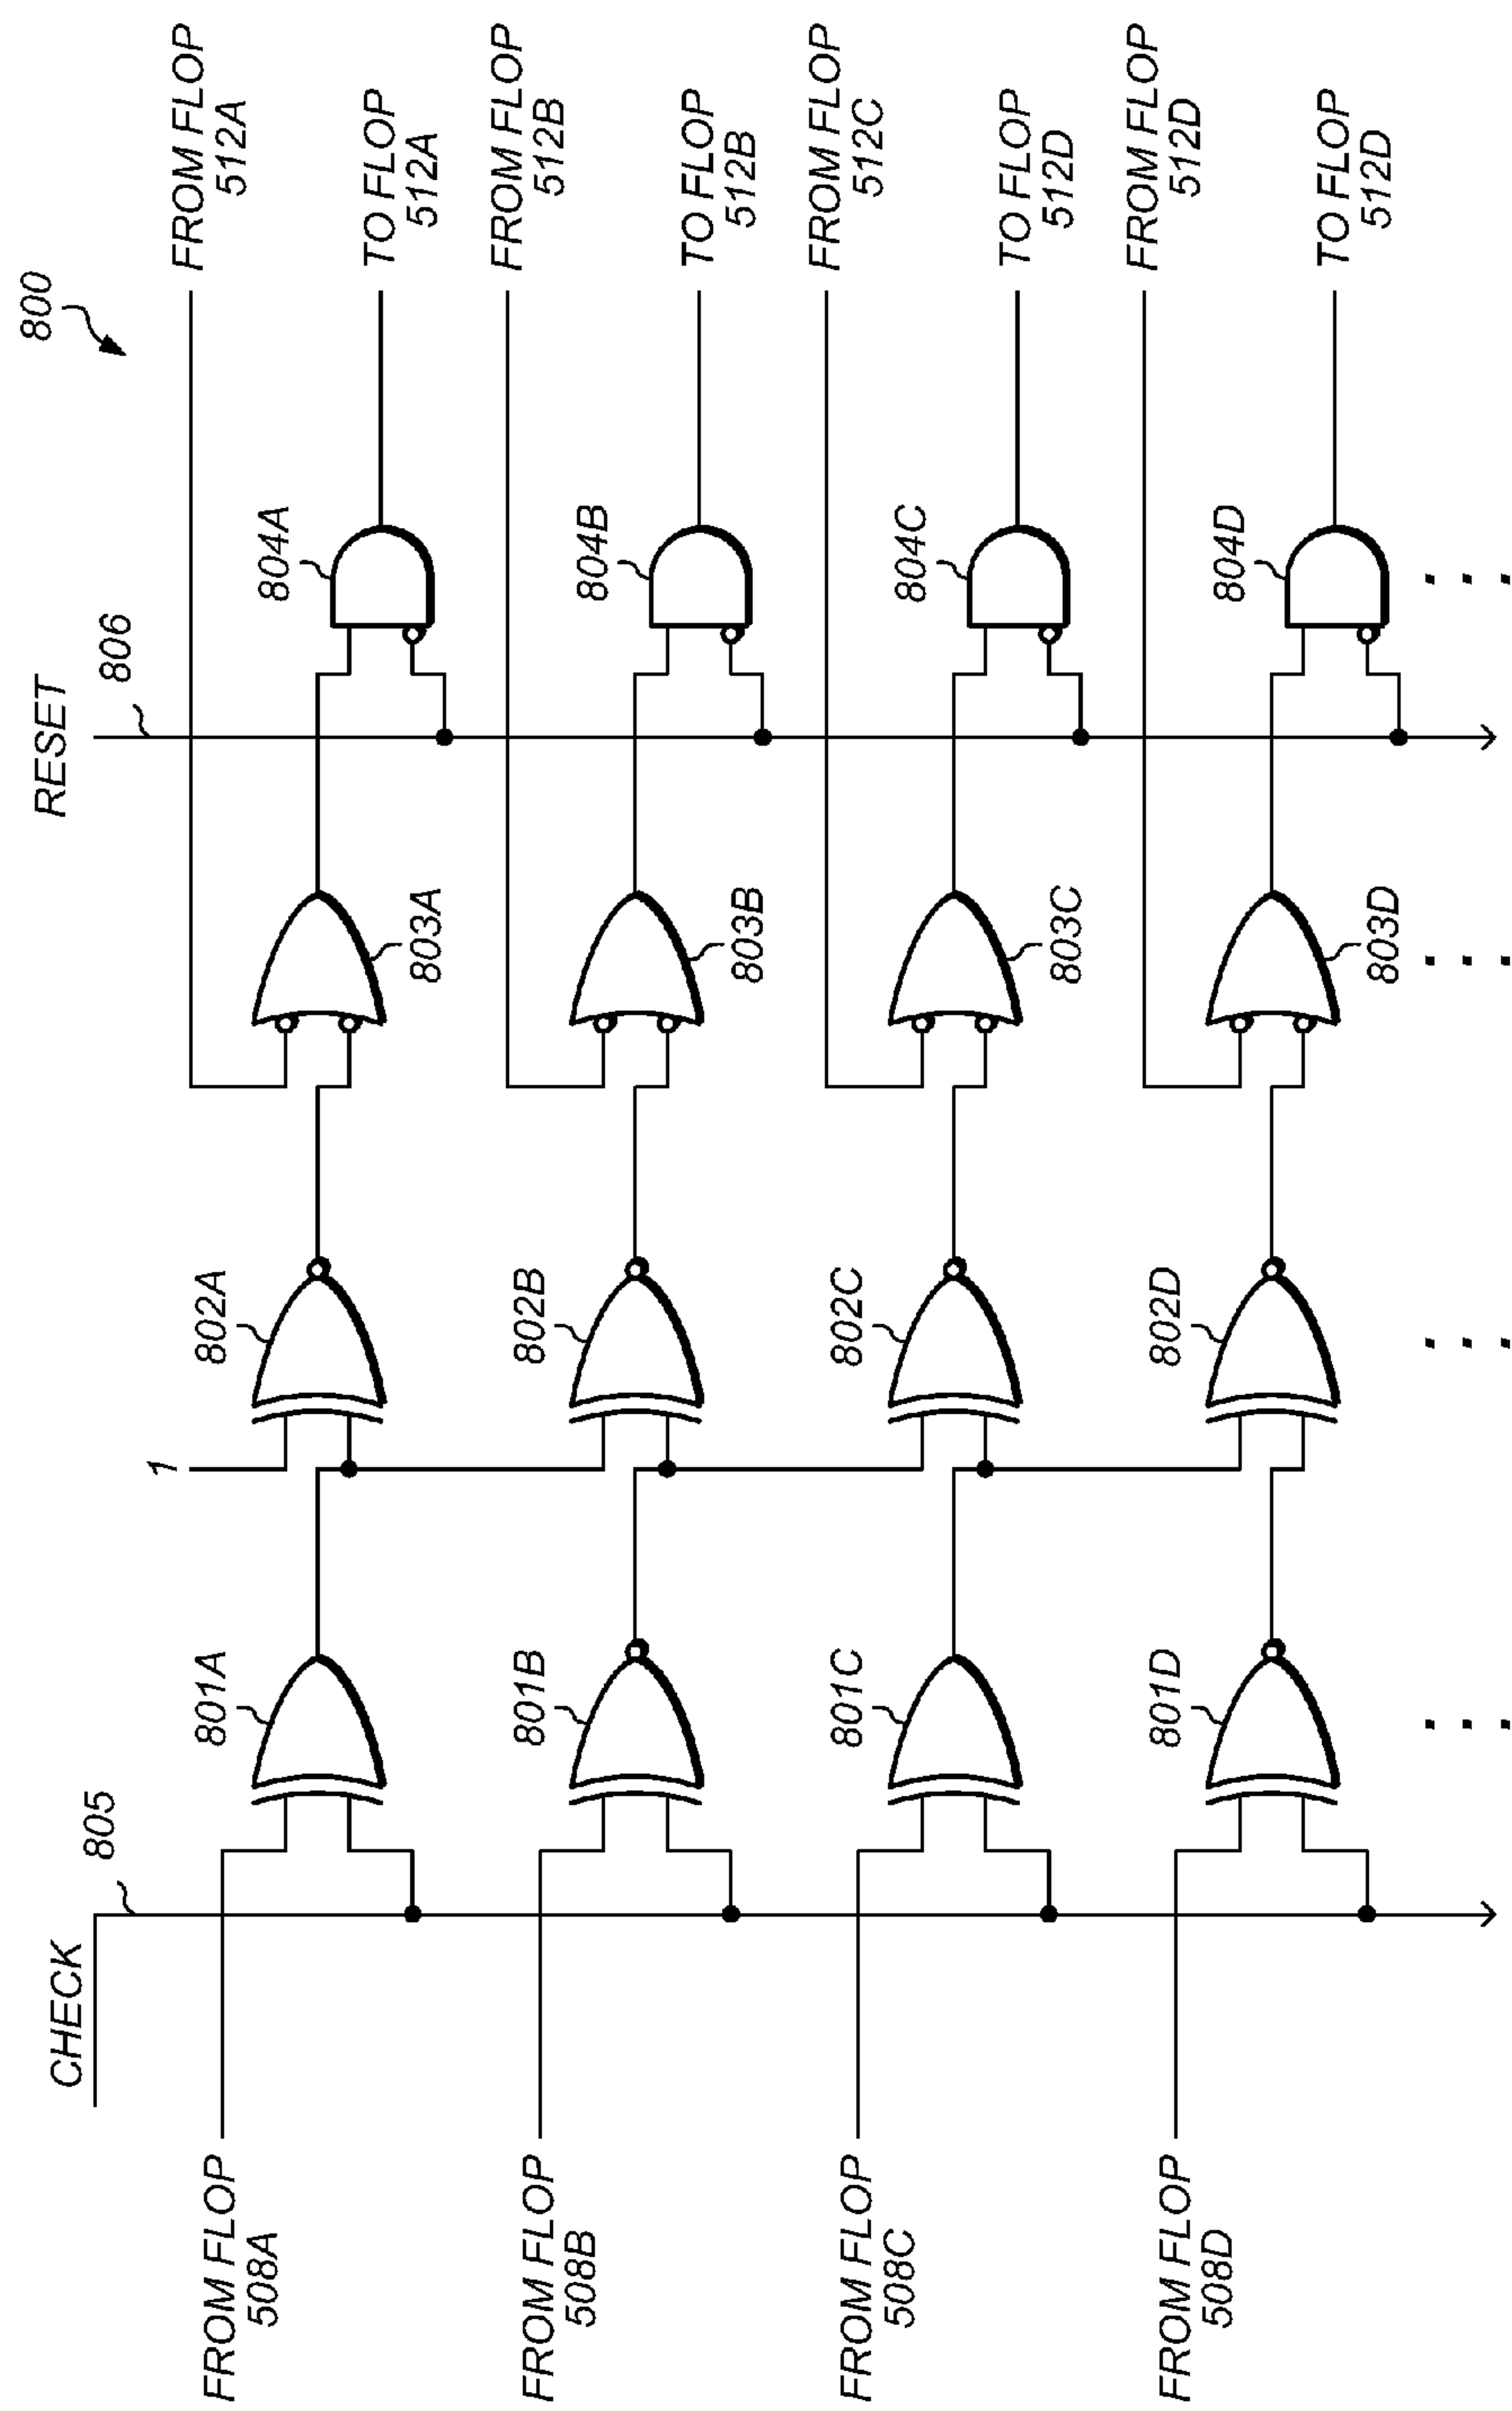 800
CHECK
805
RESET
806
FROM FLOP
508A
801A
1
802A
803A
804A
FROM FLOP
512A
TO FLOP
512A
FROM FLOP
508B
801B
802B
803B
804B
FROM FLOP
512B
TO FLOP
512B
FROM FLOP
508C
801C
802C
803C
804C
FROM FLOP
512C
TO FLOP
512D
FROM FLOP
508D
801D
802D
803D
804D
FROM FLOP
512D
TO FLOP
512D